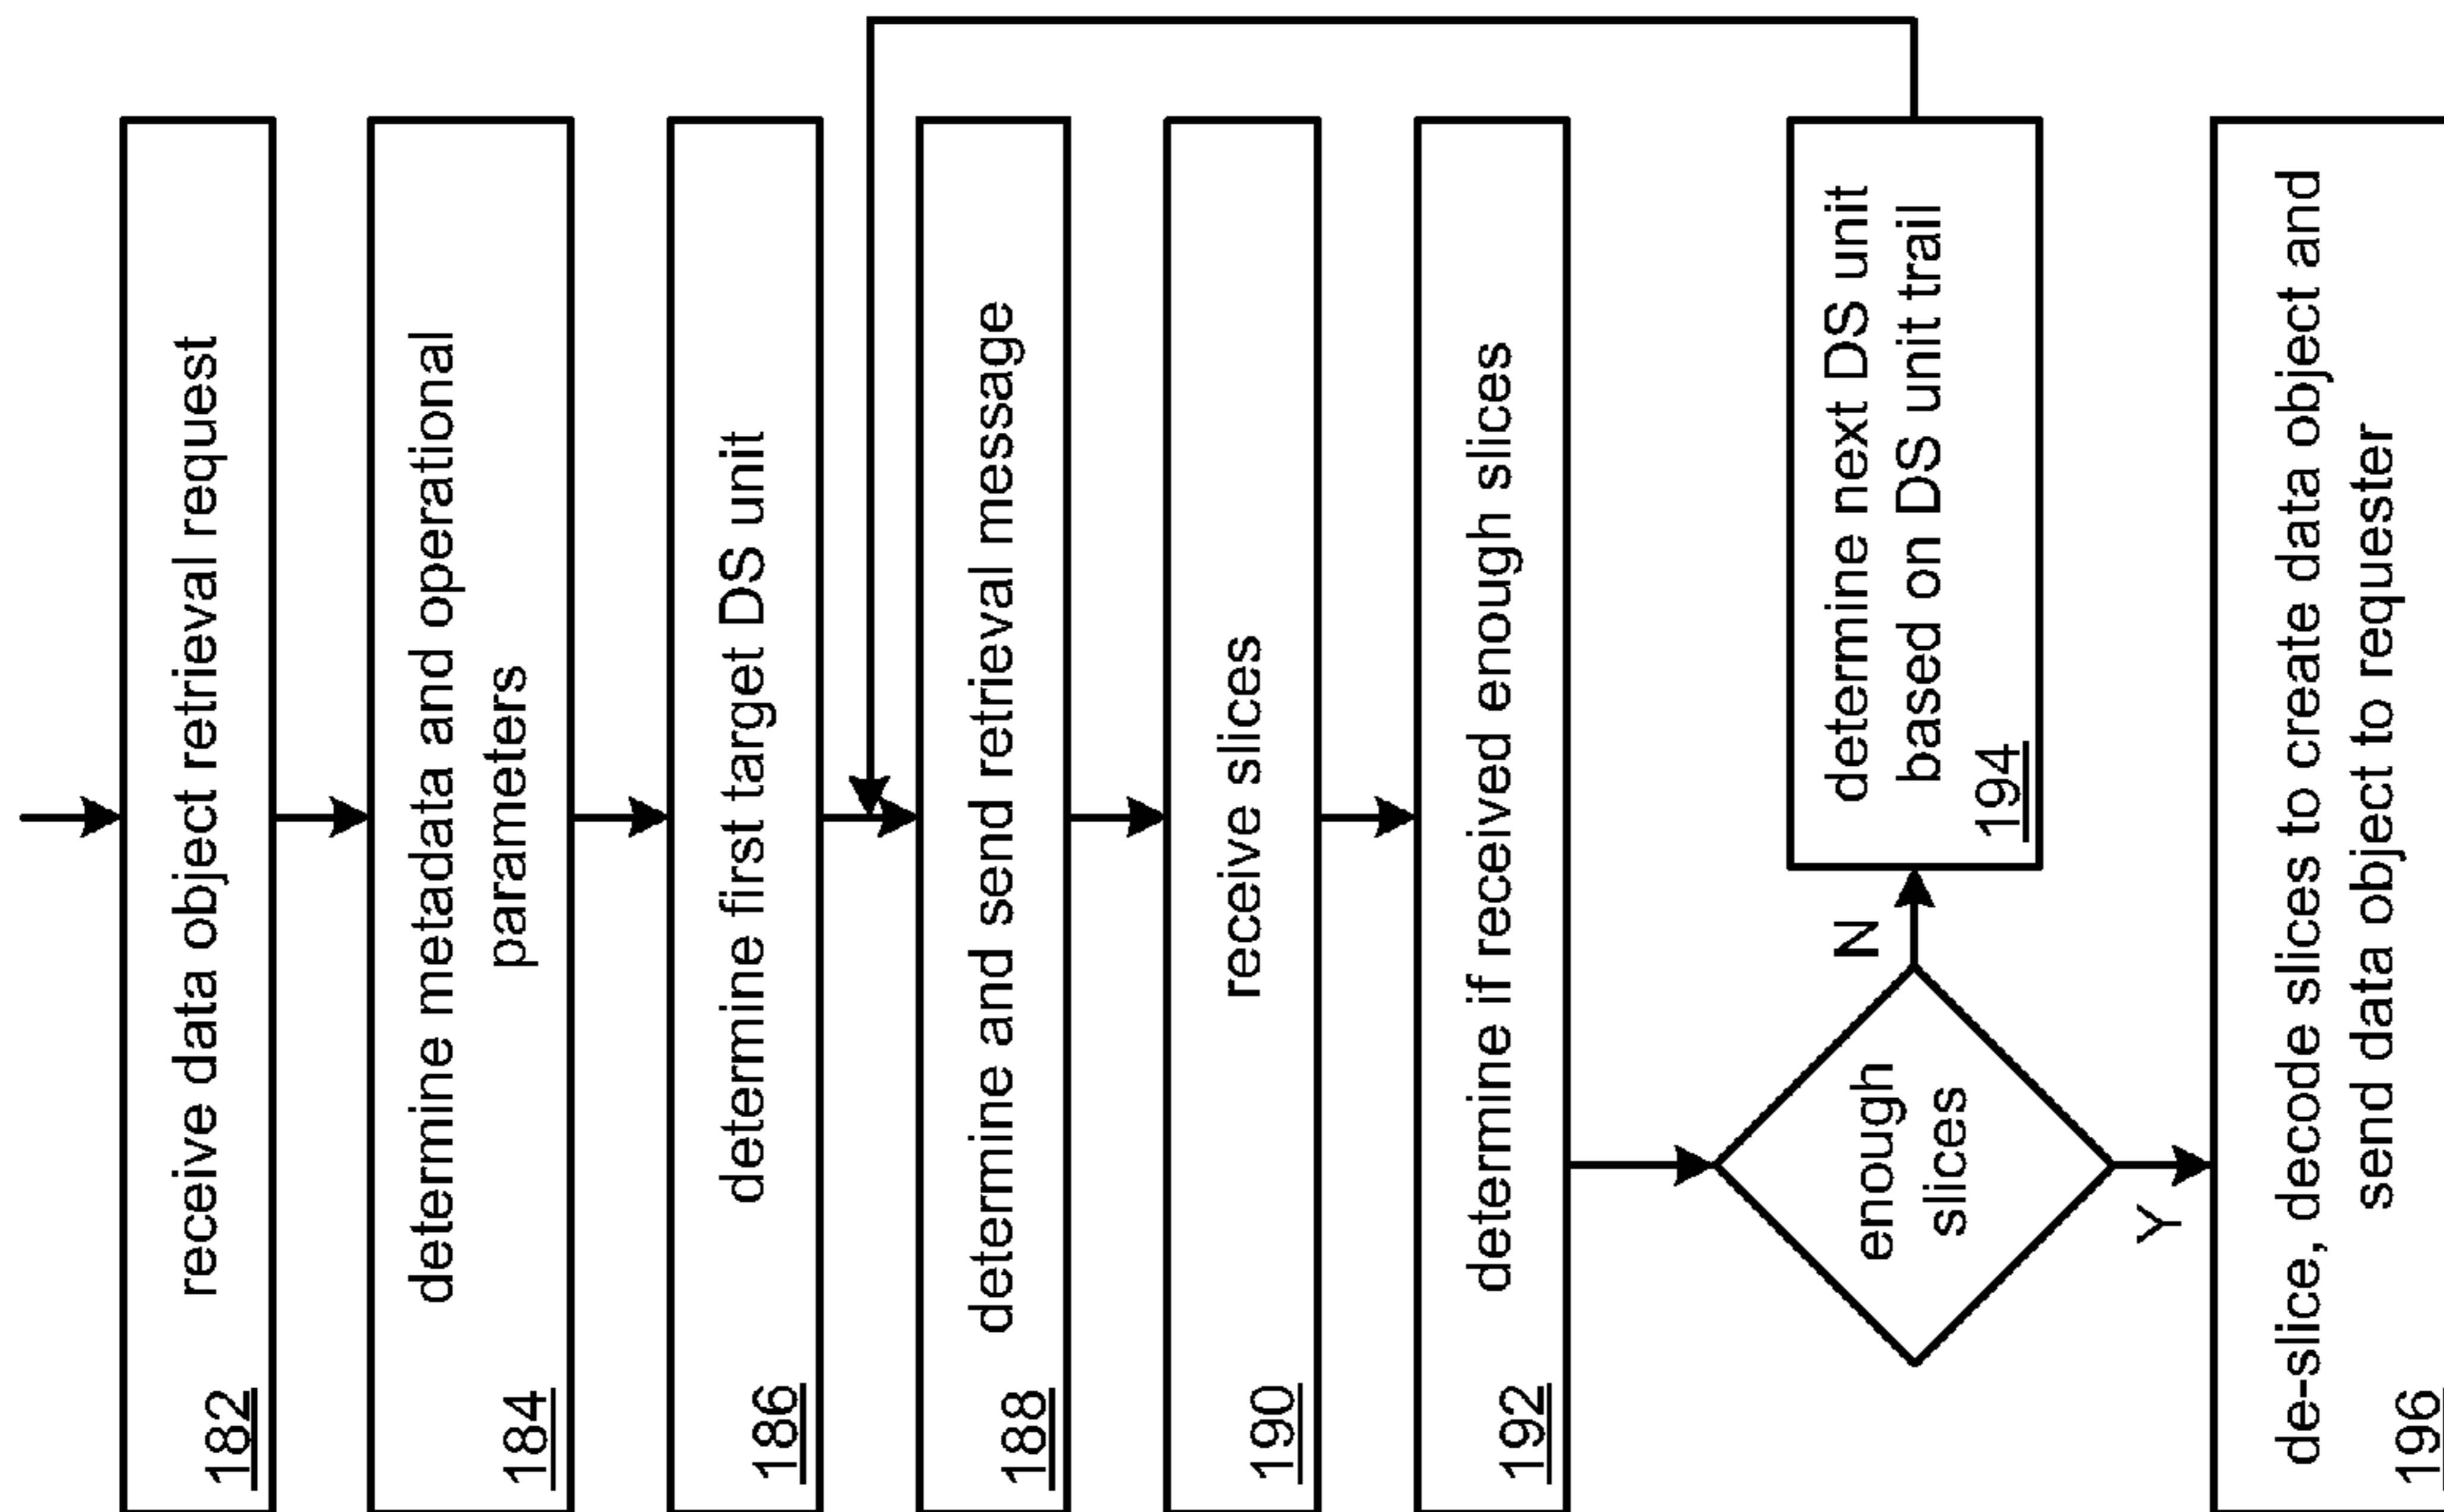 receive data object retrieval request
182
determine metadata and operational
parameters
184
determine first target DS unit
186
determine and send retrieval message
188
receive slices
190
determine if received enough slices
192
enough
slices
N
determine next DS unit
based on DS unit trail
194
Y
de-slice, decode slices to create data object and
send data object to requester
196